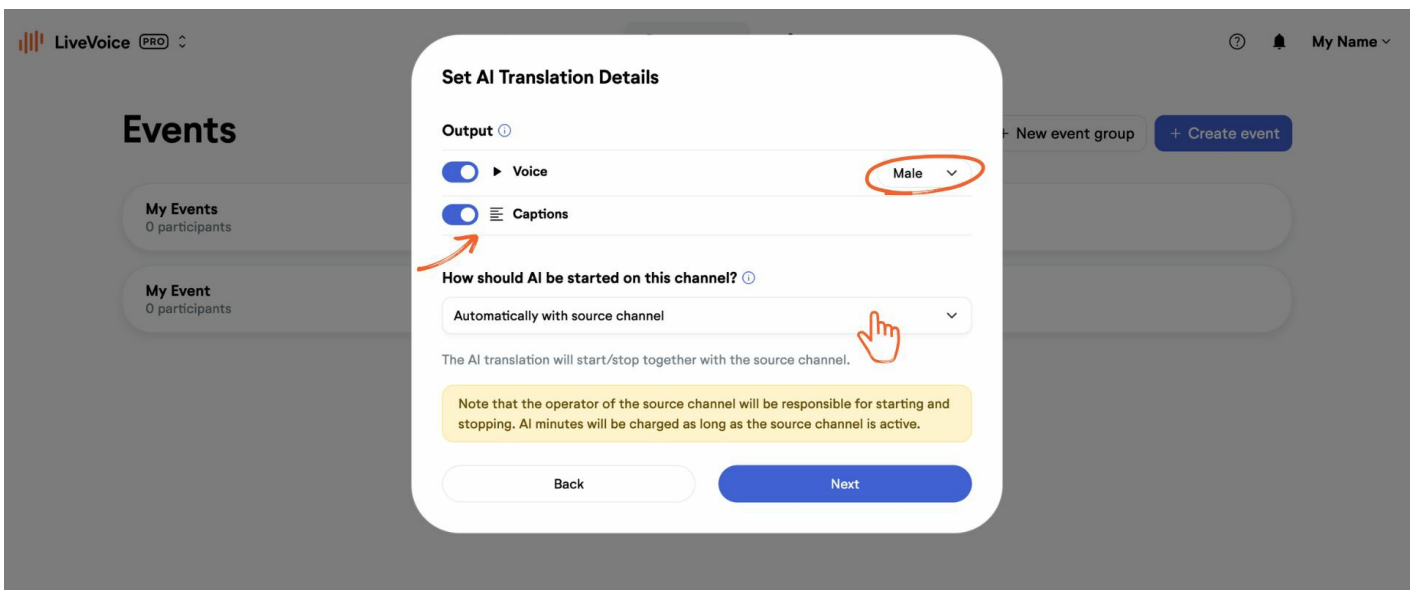 LiveVoice PRO
My Name
Set AI Translation Details
Events
+ New event group
+ Create event
Output
Voice
Male
Captions
My Events
0 participants
My Event
0 participants
How should AI be started on this channel?
Automatically with source channel
The AI translation will start/stop together with the source channel.
Note that the operator of the source channel will be responsible for starting and
stopping. AI minutes will be charged as long as the source channel is active.
Back
Next